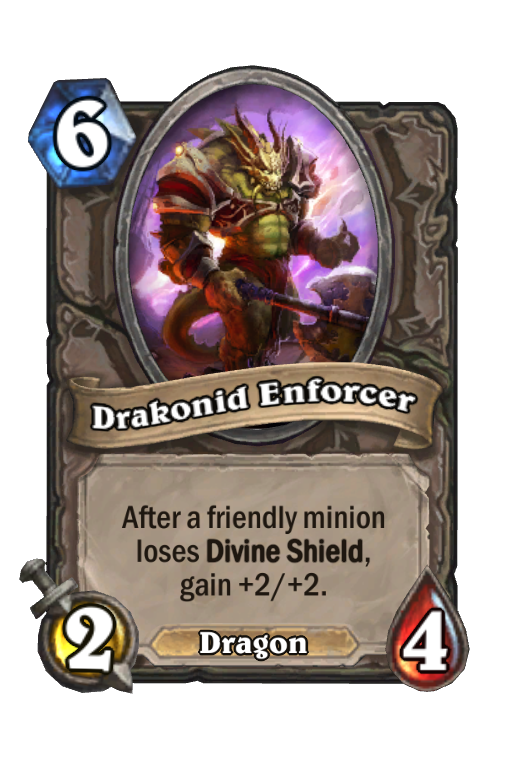 6
Drakonid Enforcer
After a friendly minion
loses Divine Shield,
gain +2/+2.
2
Dragon
4